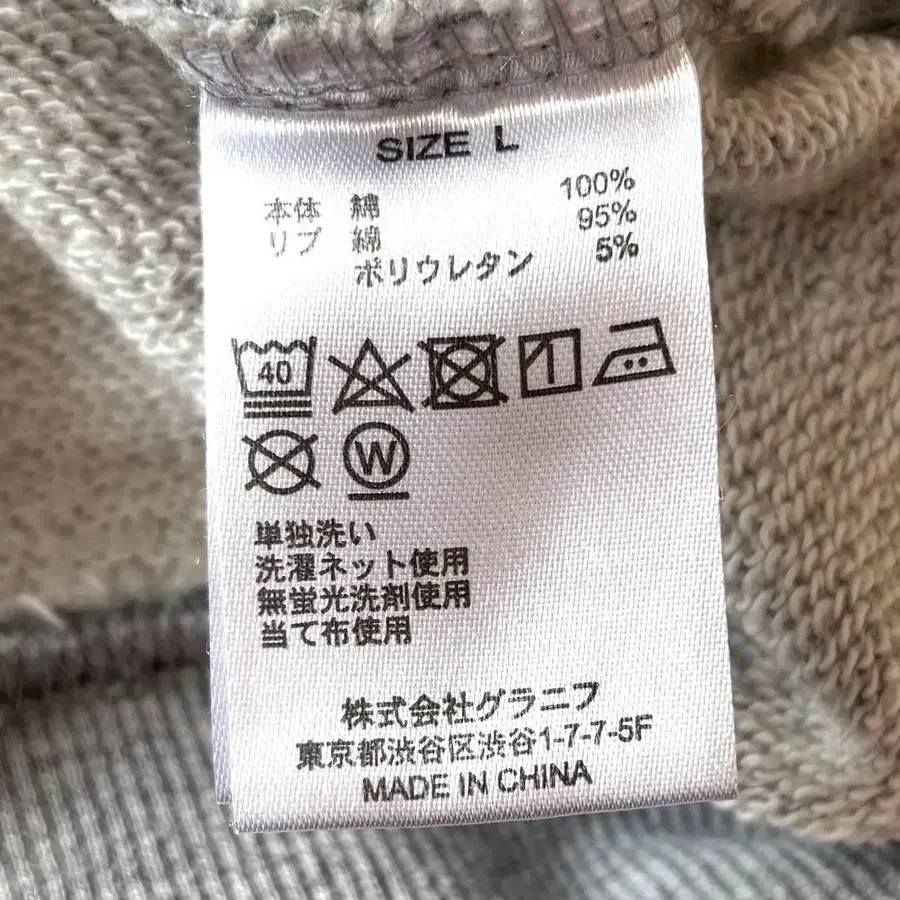 SIZE L
本体 綿 100%
リブ 綿 95%
ポリウレタン 5%
40
W
単独洗い
洗濯ネット使用
無蛍光洗剤使用
当て布使用
株式会社グラニフ
東京都渋谷区渋谷1-7-7-5F
MADE IN CHINA